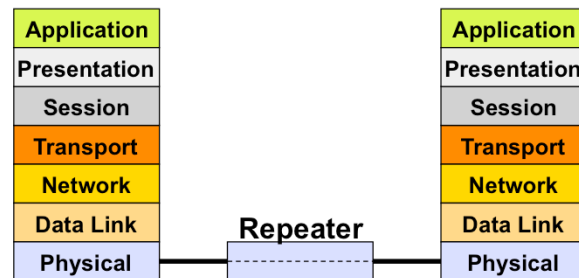 Application
Presentation
Session
Transport
Network
Data Link
Physical
Repeater
Application
Presentation
Session
Transport
Network
Data Link
Physical